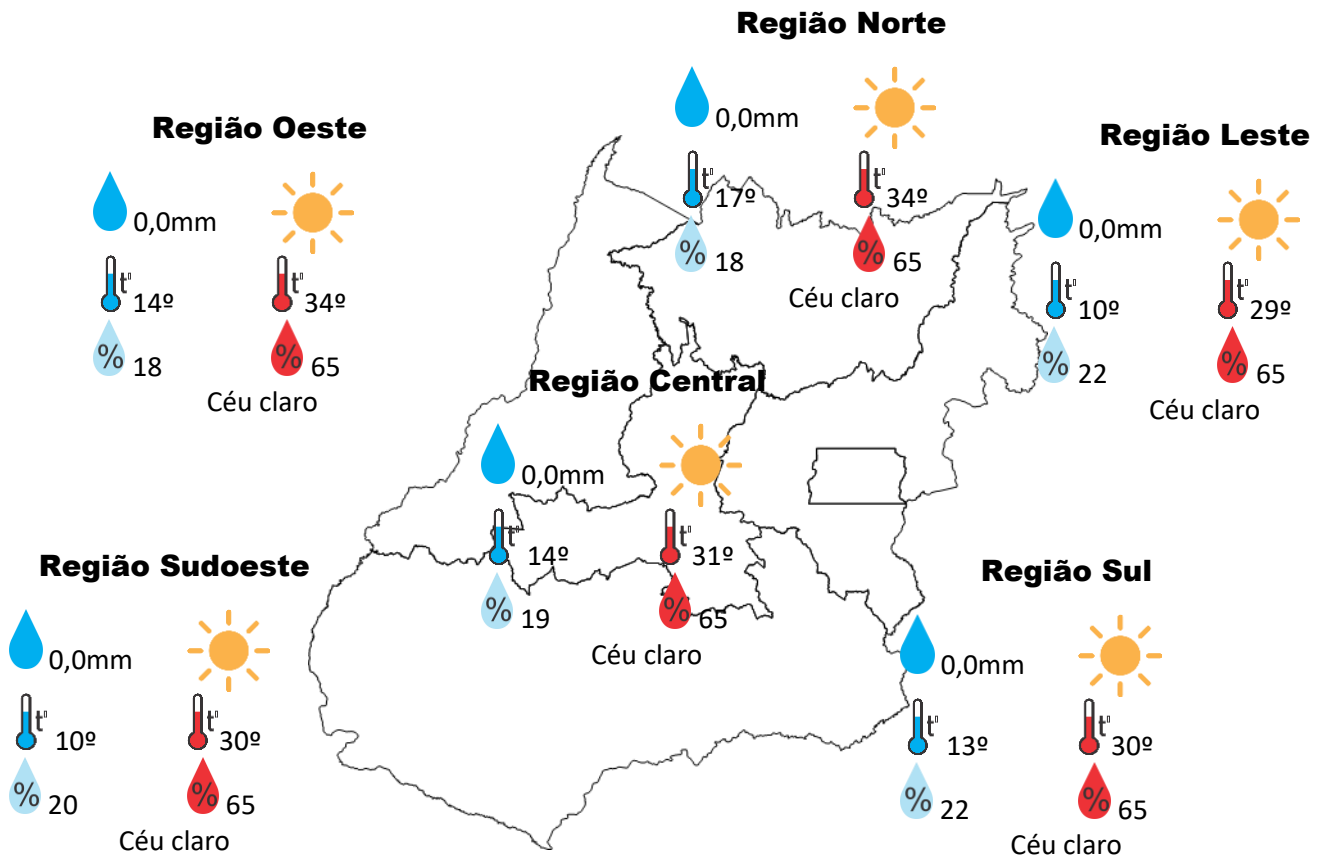 Região Norte
0,0mm
t°
17º
t°
34º
% 18
% 65
Céu claro
Região Oeste
0,0mm
t°
14º
t°
34º
% 18
% 65
Céu claro
Região Leste
0,0mm
t°
10º
t°
29º
% 22
% 65
Céu claro
Região Central
0,0mm
t°
14º
t°
31º
% 19
% 65
Céu claro
Região Sudoeste
0,0mm
t°
10º
t°
30º
% 20
% 65
Céu claro
Região Sul
0,0mm
t°
13º
t°
30º
% 22
% 65
Céu claro